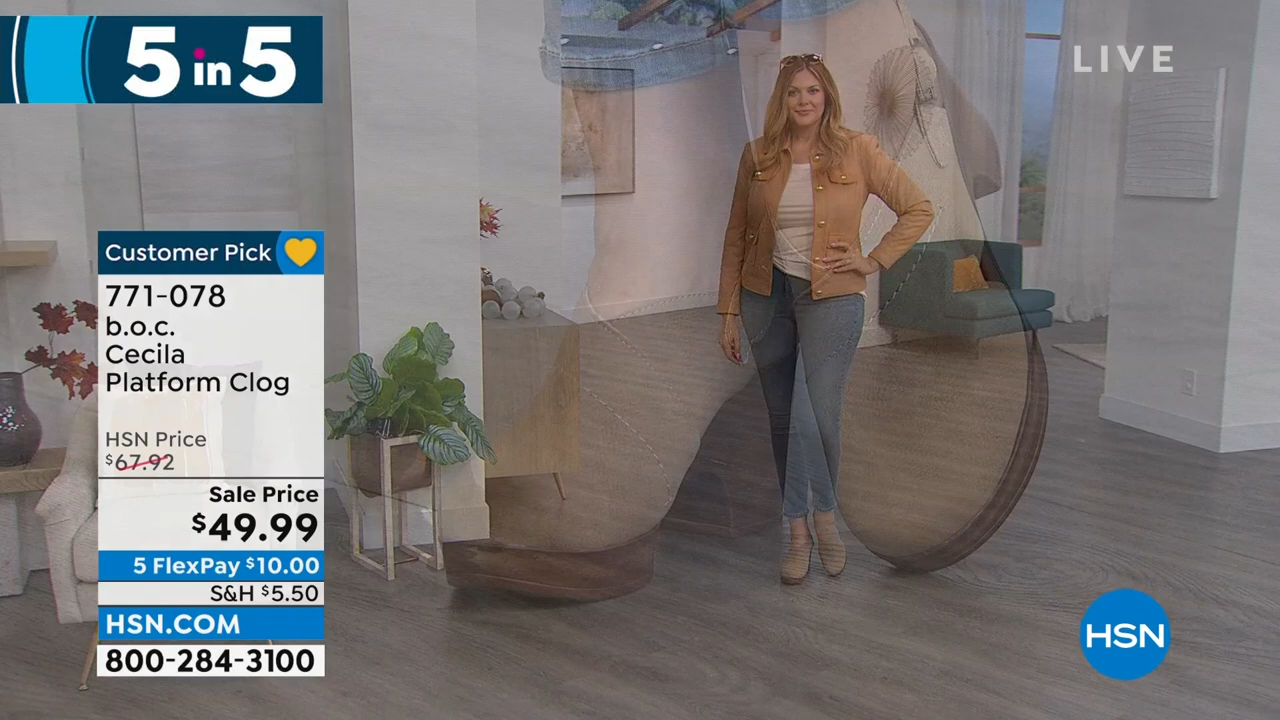 5 in 5
LIVE
Customer Pick
771-078
b.o.c.
Cecila
Platform Clog
HSN Price
$67.92
Sale Price
$49.99
5 FlexPay $10.00
S&H $5.50
HSN.COM
800-284-3100
HSN